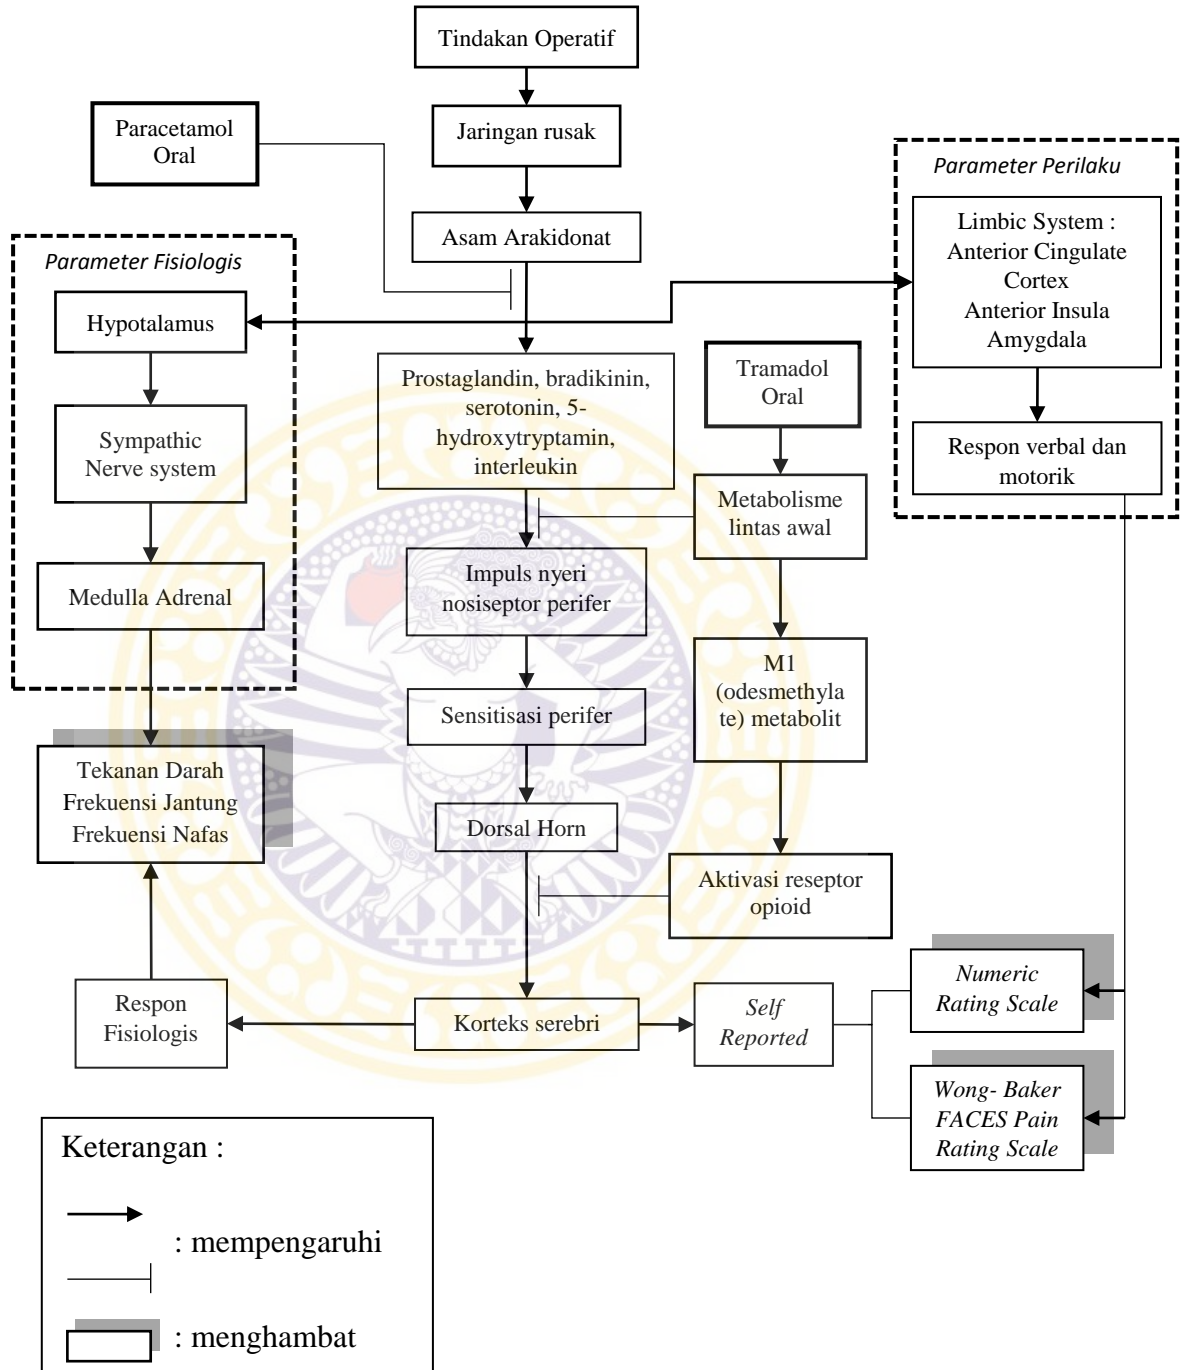 Tindakan Operatif
Paracetamol
Oral
Jaringan rusak
Parameter Perilaku
Limbic System :
Anterior Cingulate
Cortex
Anterior Insula
Amygdala
Asam Arakidonat
Parameter Fisiologis
Hypotalamus
Prostaglandin, bradikinin,
serotonin, 5-
hydroxytryptamin,
interleukin
Tramadol
Oral
Sympathic
Nerve system
Respon verbal dan
motorik
Metabolisme
lintas awal
Impuls nyeri
nosiseptor perifer
Medulla Adrenal
M1
(odesmethyla
te) metabolit
Sensitisasi perifer
Tekanan Darah
Frekuensi Jantung
Frekuensi Nafas
Dorsal Horn
Aktivasi reseptor
opioid
Numeric
Rating Scale
Respon
Fisiologis
Korteks serebri
Self
Reported
Wong- Baker
FACES Pain
Rating Scale
Keterangan :
: mempengaruhi
: menghambat